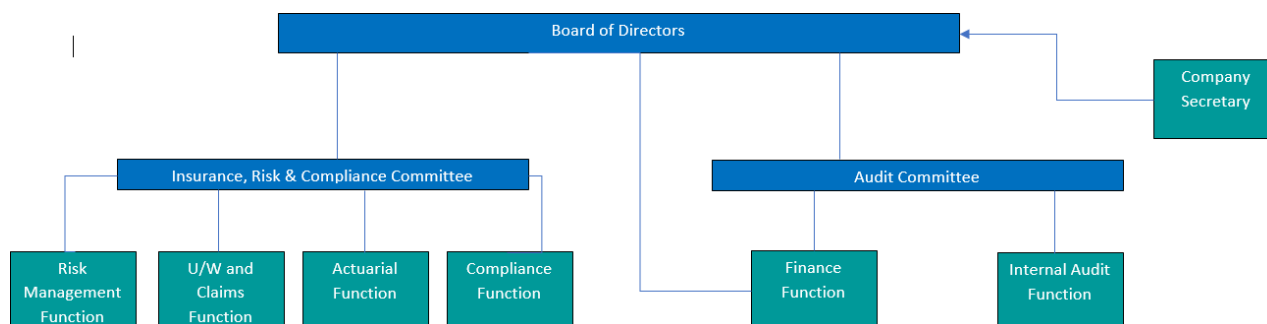 Board of Directors
Company
Secretary
Insurance, Risk & Compliance Committee
Audit Committee
Risk
Management
Function
U/W and
Claims
Function
Actuarial
Function
Compliance
Function
Finance
Function
Internal Audit
Function